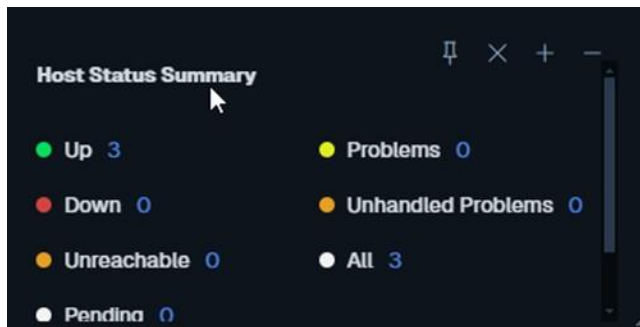 Host Status Summary
Up 3 Problems 0
Down 0 Unhandled Problems 0
Unreachable 0 All 3
Pending 0